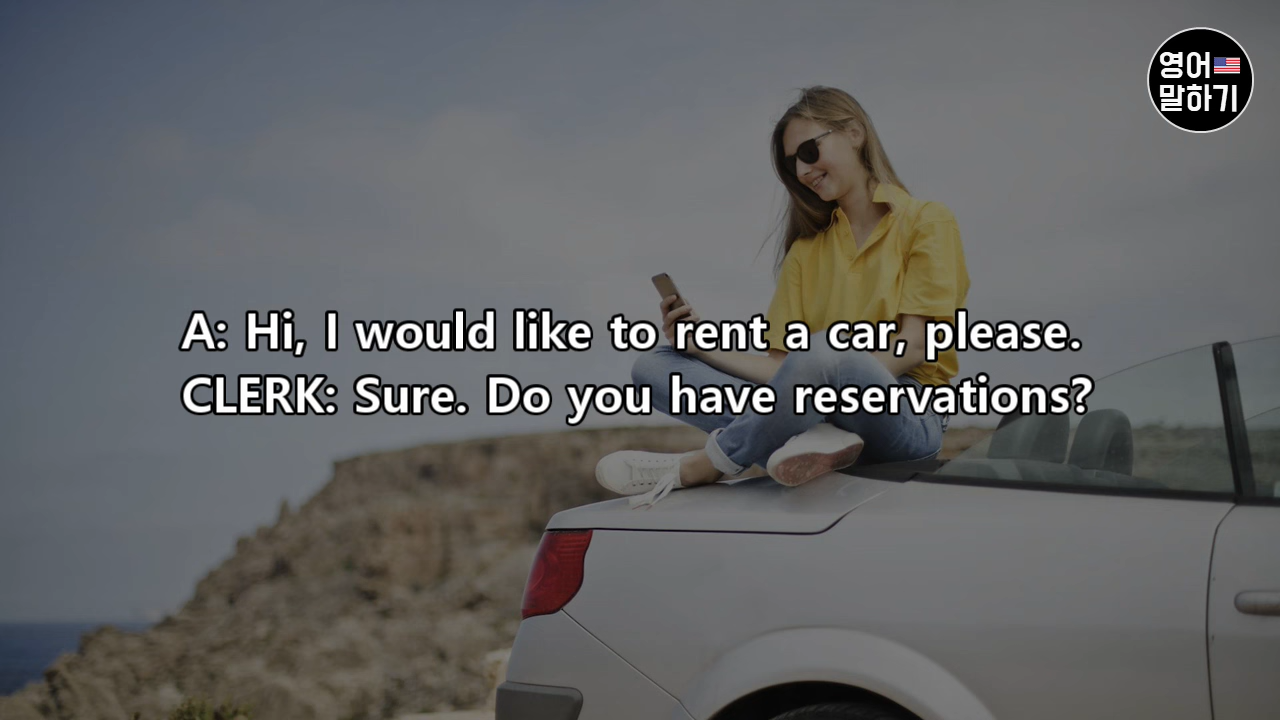 영어
말하기
A: Hi, I would like to rent a car, please.
CLERK: Sure. Do you have reservations?